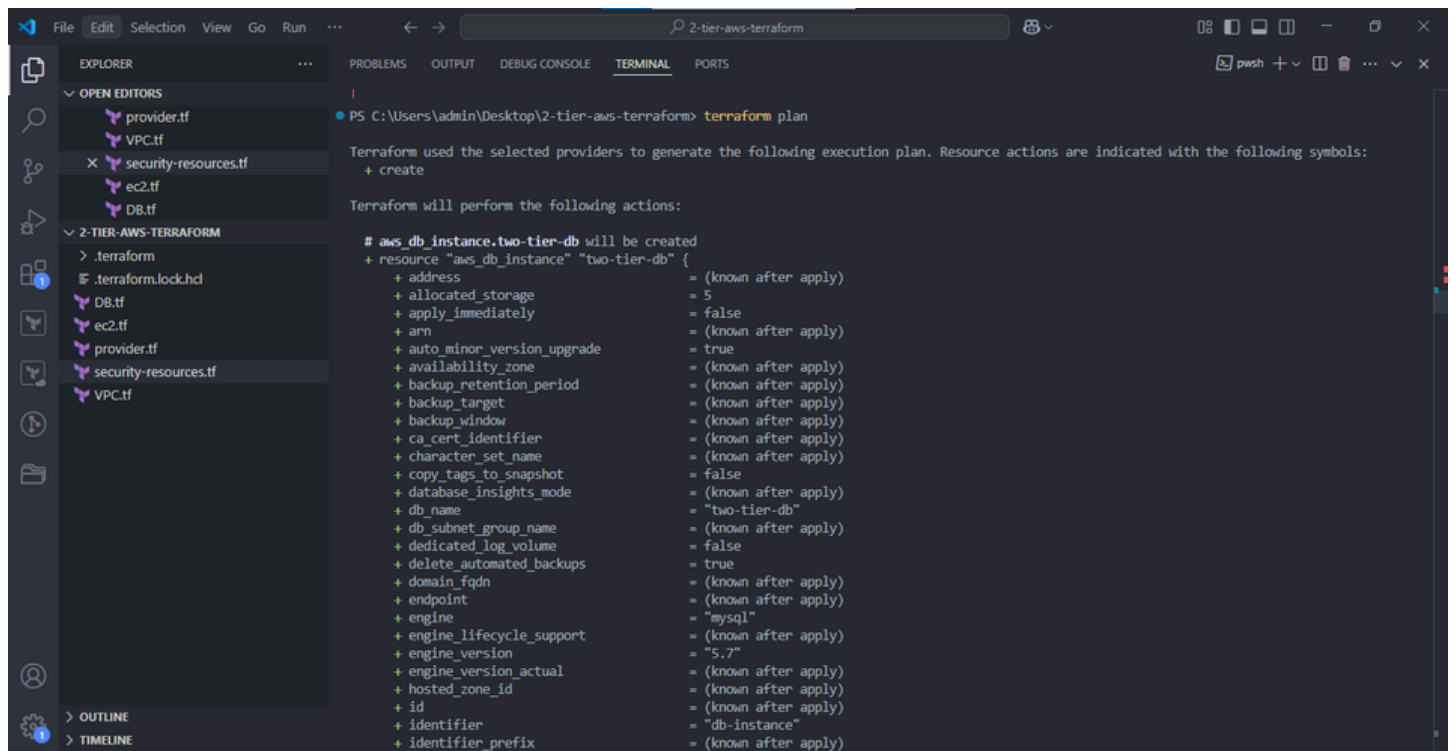 File Edit Selection View Go Run ... 2-tier-aws-terraform
EXPLORER ...
OPEN EDITORS
provider.tf
VPC.tf
security-resources.tf
ec2.tf
DB.tf
2-TIER-AWS-TERRAFORM
.terraform
.terraform.lock.hcl
DB.tf
ec2.tf
provider.tf
security-resources.tf
VPC.tf
OUTLINE
TIMELINE
1
1
PROBLEMS OUTPUT DEBUG CONSOLE TERMINAL PORTS pwsh
PS C:\Users\admin\Desktop\2-tier-aws-terraform> terraform plan
Terraform used the selected providers to generate the following execution plan. Resource actions are indicated with the following symbols:
+ create
Terraform will perform the following actions:
# aws_db_instance.two-tier-db will be created
+ resource "aws_db_instance" "two-tier-db" {
+ address = (known after apply)
+ allocated_storage = 5
+ apply_immediately = false
+ arn = (known after apply)
+ auto_minor_version_upgrade = true
+ availability_zone = (known after apply)
+ backup_retention_period = (known after apply)
+ backup_target = (known after apply)
+ backup_window = (known after apply)
+ ca_cert_identifier = (known after apply)
+ character_set_name = (known after apply)
+ copy_tags_to_snapshot = false
+ database_insights_mode = (known after apply)
+ db_name = "two-tier-db"
+ db_subnet_group_name = (known after apply)
+ dedicated_log_volume = false
+ delete_automated_backups = true
+ domain_fqdn = (known after apply)
+ endpoint = (known after apply)
+ engine = "mysql"
+ engine_lifecycle_support = (known after apply)
+ engine_version = "5.7"
+ engine_version_actual = (known after apply)
+ hosted_zone_id = (known after apply)
+ id = (known after apply)
+ identifier = "db-instance"
+ identifier_prefix = (known after apply)